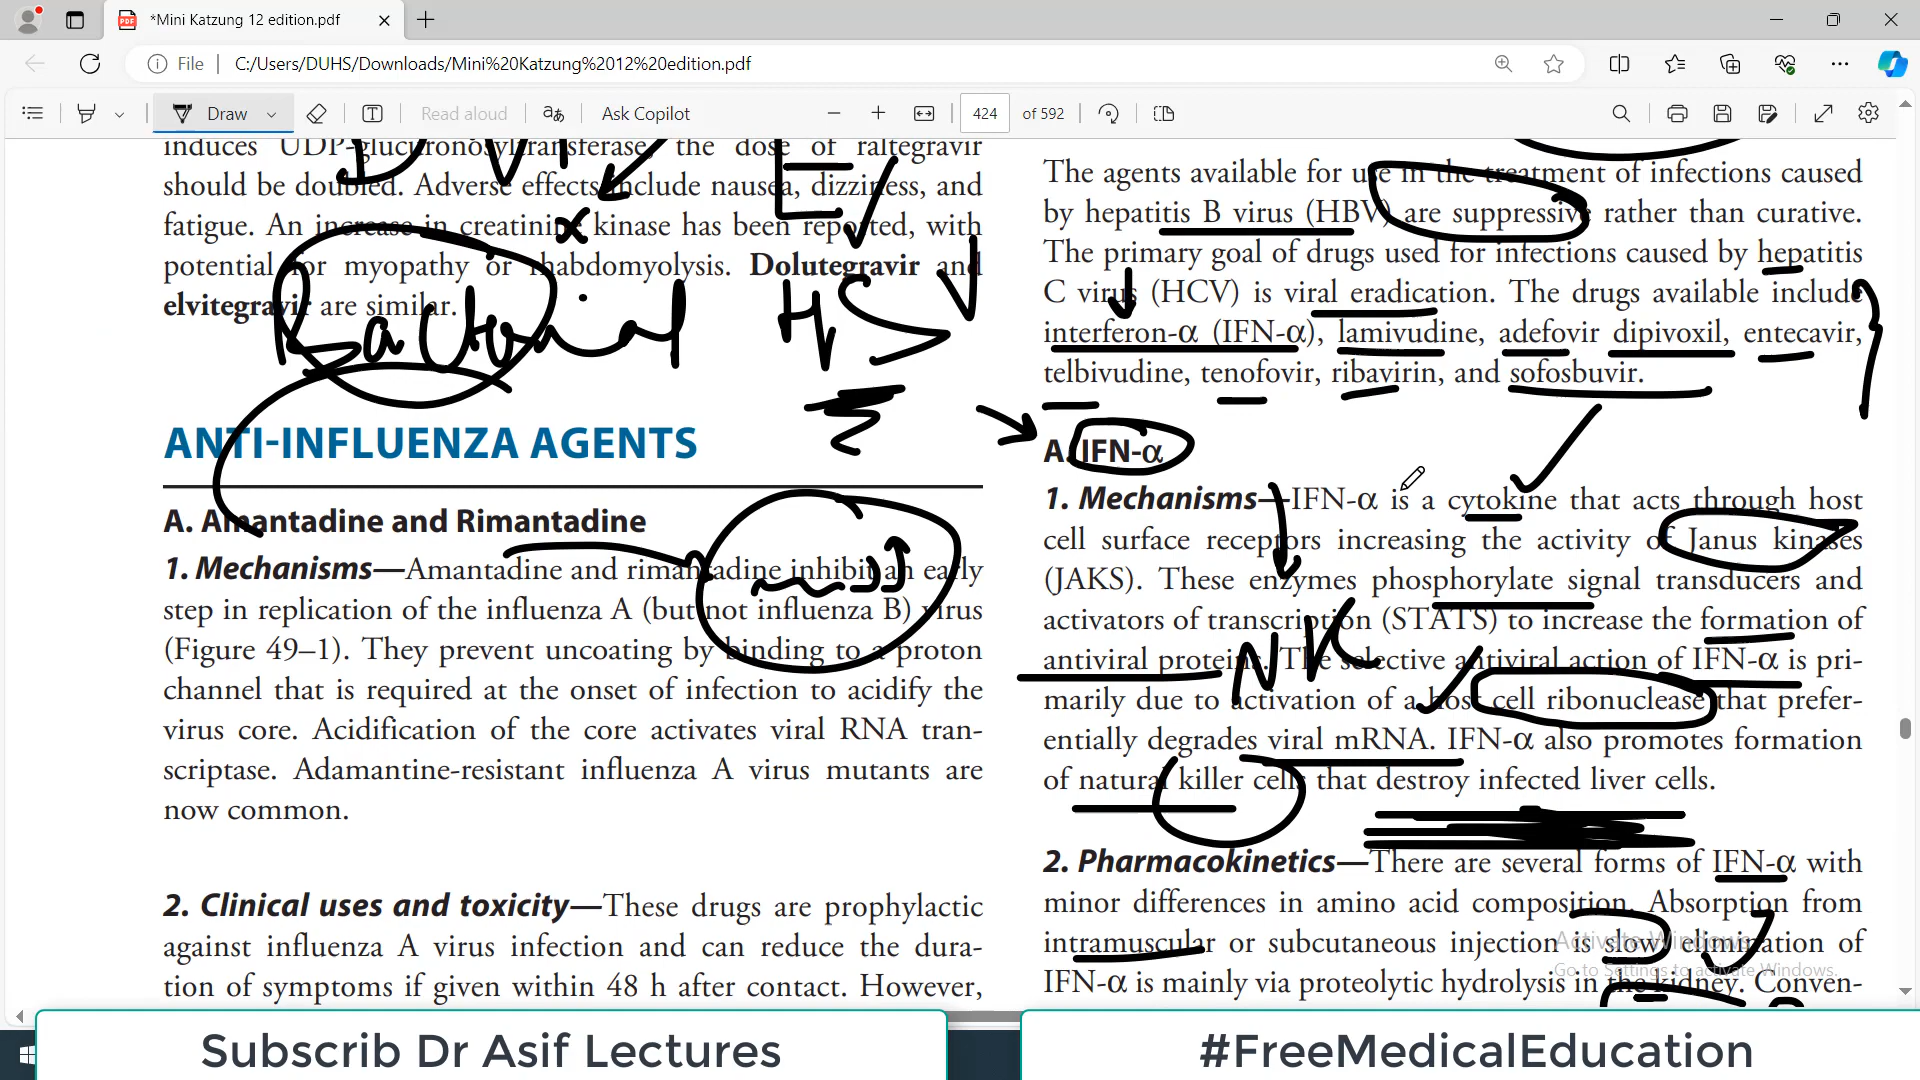 *Mini Katzung 12 edition.pdf
File
C:/Users/DUHS/Downloads/Mini%20Katzung%2012%20edition.pdf
Draw
Read aloud
Ask Copilot
424 of 592
induces UDP-glucuronosyltransferase, the dose of raltegravir
should be doubled. Adverse effects include nausea, dizziness, and
fatigue. An increase in creatinine kinase has been reported, with
potential for myopathy or rhabdomyolysis. Dolutegravir and
elvitegravir are similar.
ANTI-INFLUENZA AGENTS
A. Amantadine and Rimantadine
1. Mechanisms—Amantadine and rimantadine inhibit an early
step in replication of the influenza A (but not influenza B) virus
(Figure 49–1). They prevent uncoating by binding to a proton
channel that is required at the onset of infection to acidify the
virus core. Acidification of the core activates viral RNA tran-
scriptase. Adamantine-resistant influenza A virus mutants are
now common.
2. Clinical uses and toxicity—These drugs are prophylactic
against influenza A virus infection and can reduce the dura-
tion of symptoms if given within 48 h after contact. However,
The agents available for use in the treatment of infections caused
by hepatitis B virus (HBV) are suppressive rather than curative.
The primary goal of drugs used for infections caused by hepatitis
C virus (HCV) is viral eradication. The drugs available include
interferon-α (IFN-α), lamivudine, adefovir dipivoxil, entecavir,
telbivudine, tenofovir, ribavirin, and sofosbuvir.
A. IFN-α
1. Mechanisms—IFN-α is a cytokine that acts through host
cell surface receptors increasing the activity of Janus kinases
(JAKS). These enzymes phosphorylate signal transducers and
activators of transcription (STATS) to increase the formation of
NK
antiviral proteins. The selective antiviral action of IFN-α is pri-
marily due to activation of a host cell ribonuclease that prefer-
entially degrades viral mRNA. IFN-α also promotes formation
of natural killer cells that destroy infected liver cells.
2. Pharmacokinetics—There are several forms of IFN-α with
minor differences in amino acid composition. Absorption from
intramuscular or subcutaneous injection is slow; elimination of
IFN-α is mainly via proteolytic hydrolysis in the kidney. Conven-
Activate Windows
Go to Settings to activate Windows.
Subscrib Dr Asif Lectures
#FreeMedicalEducation